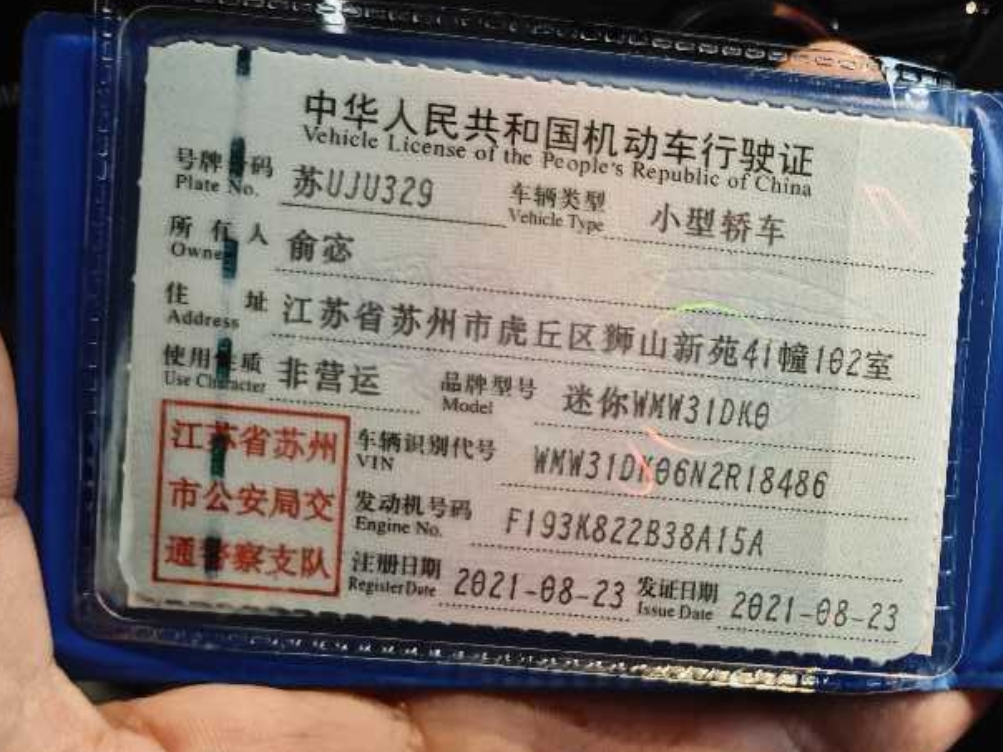 中华人民共和国机动车行驶证
Vehicle License of the People's Republic of China
号牌号码 苏UJU329 车辆类型 小型轿车
Plate No. Vehicle Type
所有人 俞宓
Owner
住址 江苏省苏州市虎丘区狮山新苑41幢102室
Address
使用性质 非营运 品牌型号 迷你WMW31DK0
Use Character Model
江苏省苏州
市公安局交
通警察支队
车辆识别代号 WMW31DK06N2R18486
VIN
发动机号码 F193K822B38A15A
Engine No.
注册日期 2021-08-23 发证日期 2021-08-23
Register Date Issue Date